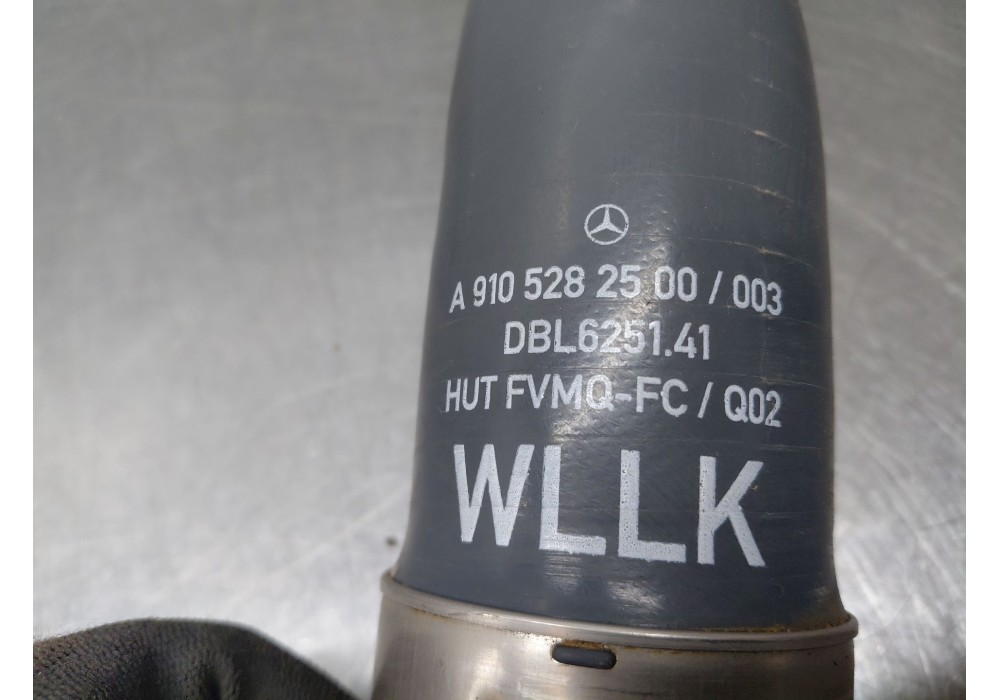 A 910 528 25 00 / 003
DBL6251.41
HUT FVMQ-FC / Q02
WLLK